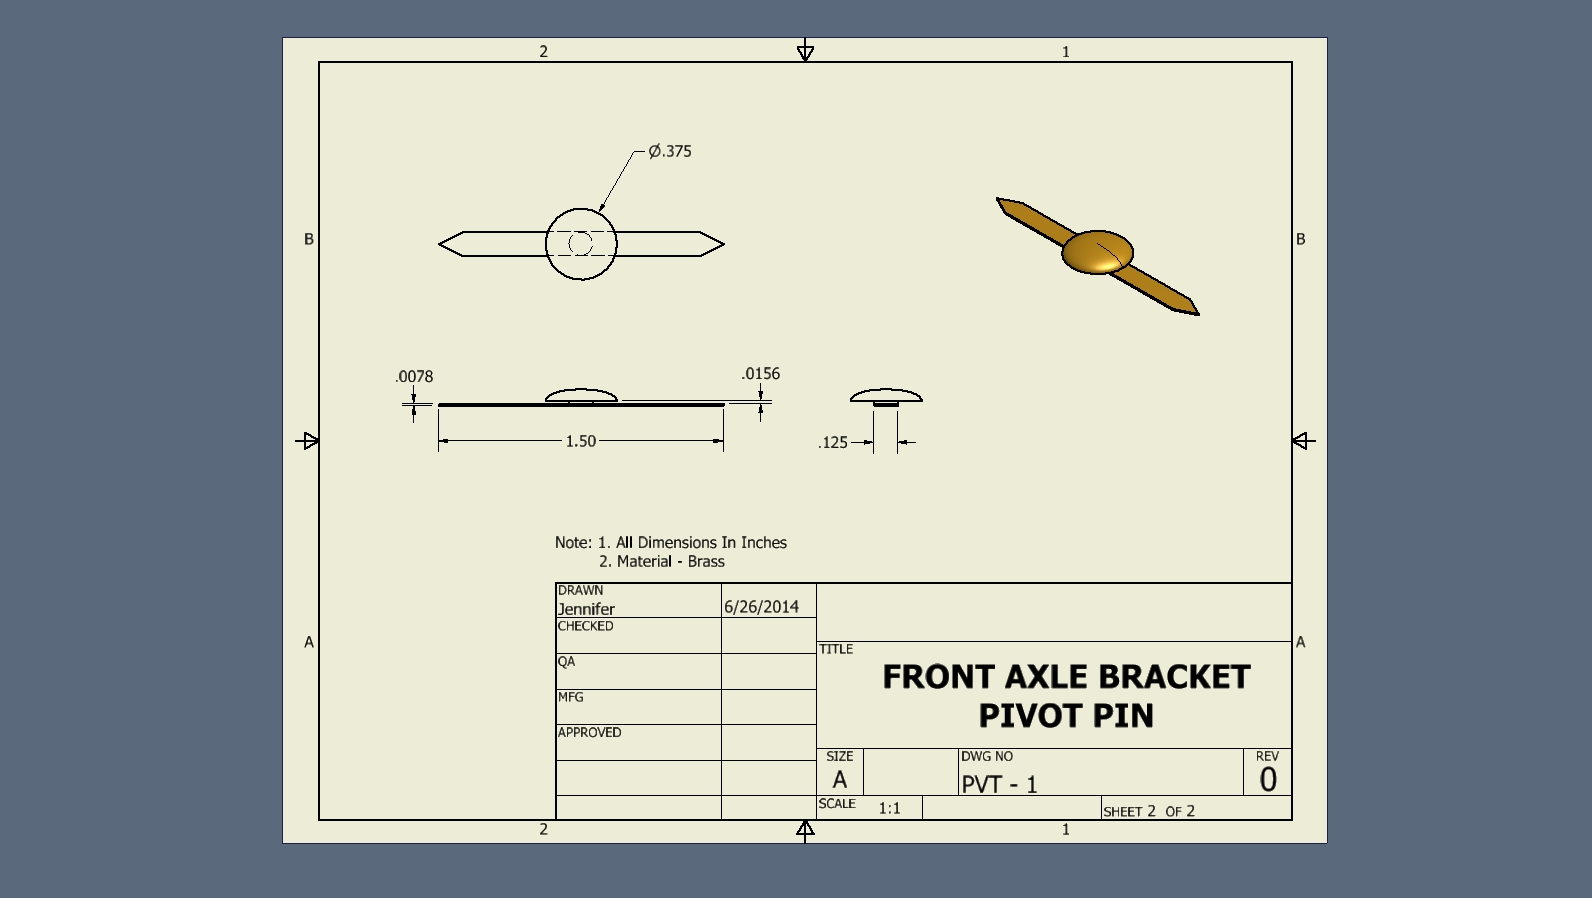 2 1
Ø.375
B B
.0078 .0156
1.50 .125
Note: 1. All Dimensions In Inches
2. Material - Brass
A A
DRAWN
Jennifer 6/26/2014
CHECKED
QA
MFG
APPROVED
TITLE
FRONT AXLE BRACKET
PIVOT PIN
SIZE DWG NO REV
A PVT - 1 0
SCALE 1:1 SHEET 2 OF 2
2 1